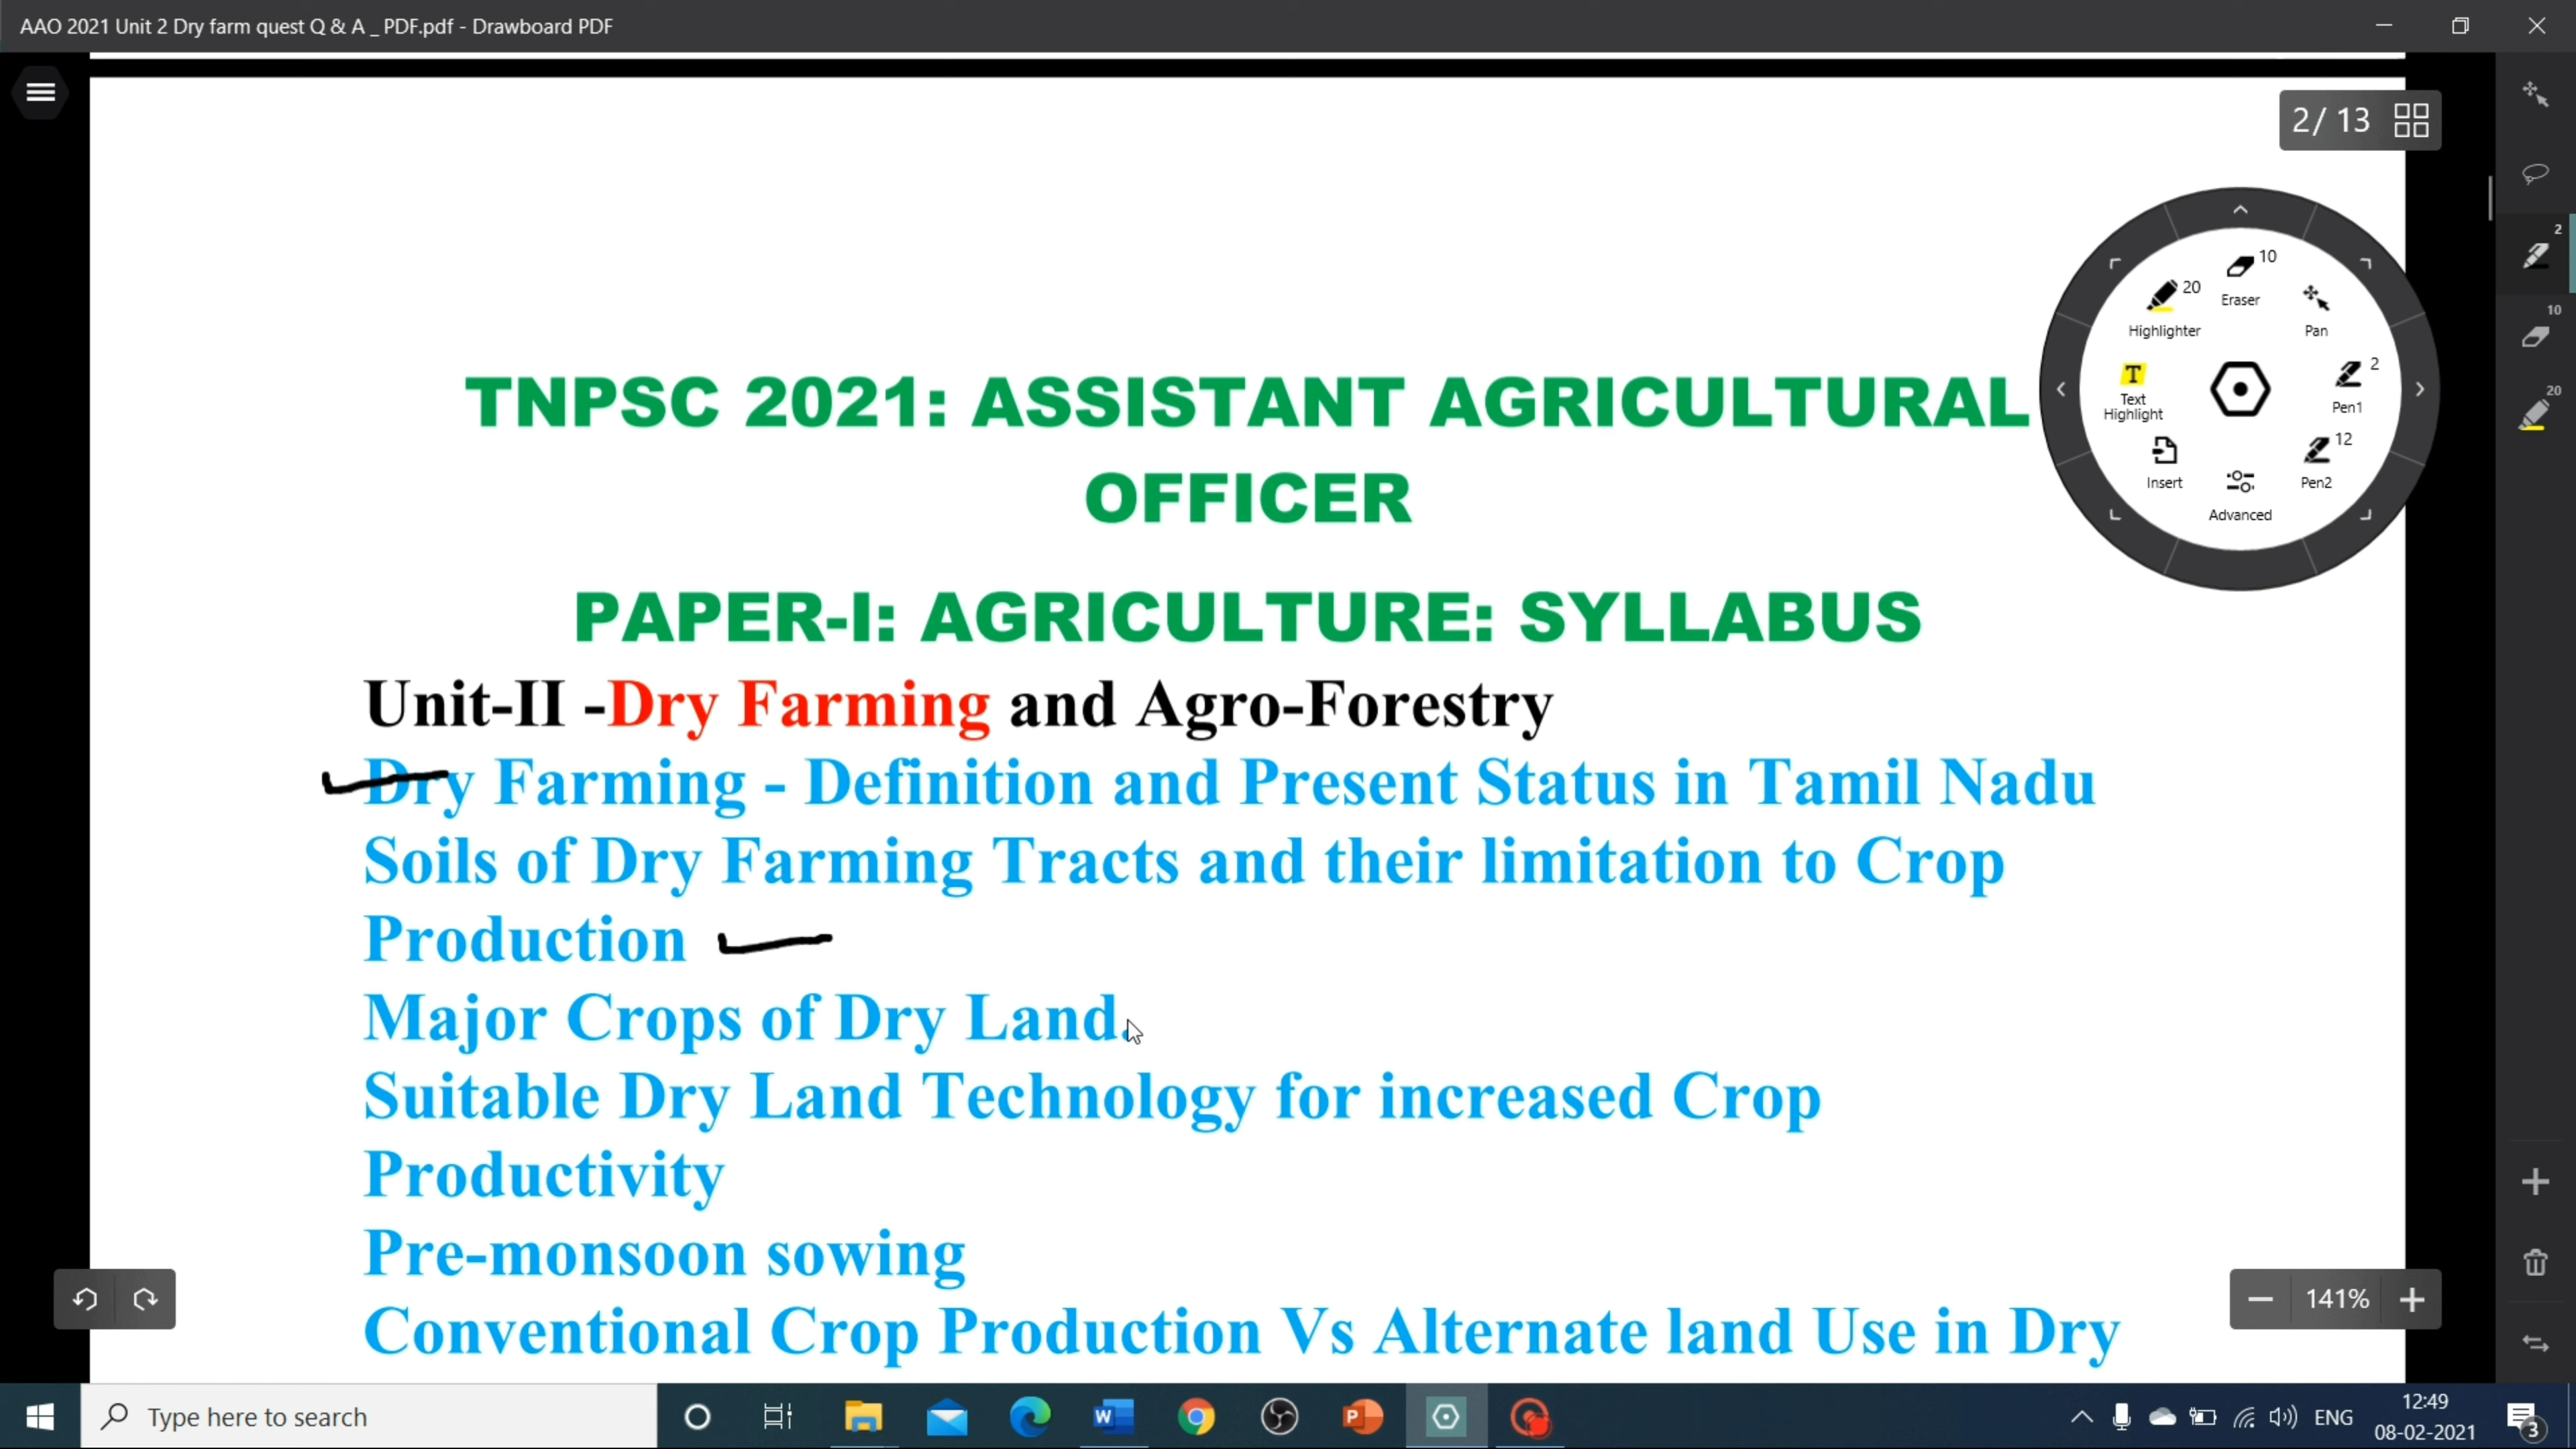 AAO 2021 Unit 2 Dry farm quest Q & A _ PDF.pdf - Drawboard PDF
2/ 13
10
Eraser
20
Highlighter
Pan
T
Text
Highlight
2
Pen1
Insert
12
Pen2
Advanced
2
10
20
TNPSC 2021: ASSISTANT AGRICULTURAL
OFFICER
PAPER-I: AGRICULTURE: SYLLABUS
Unit-II -Dry Farming and Agro-Forestry
Dry Farming - Definition and Present Status in Tamil Nadu
Soils of Dry Farming Tracts and their limitation to Crop
Production
Major Crops of Dry Land.
Suitable Dry Land Technology for increased Crop
Productivity
Pre-monsoon sowing
Conventional Crop Production Vs Alternate land Use in Dry
141%
Type here to search
W
P
ENG
12:49
08-02-2021
3